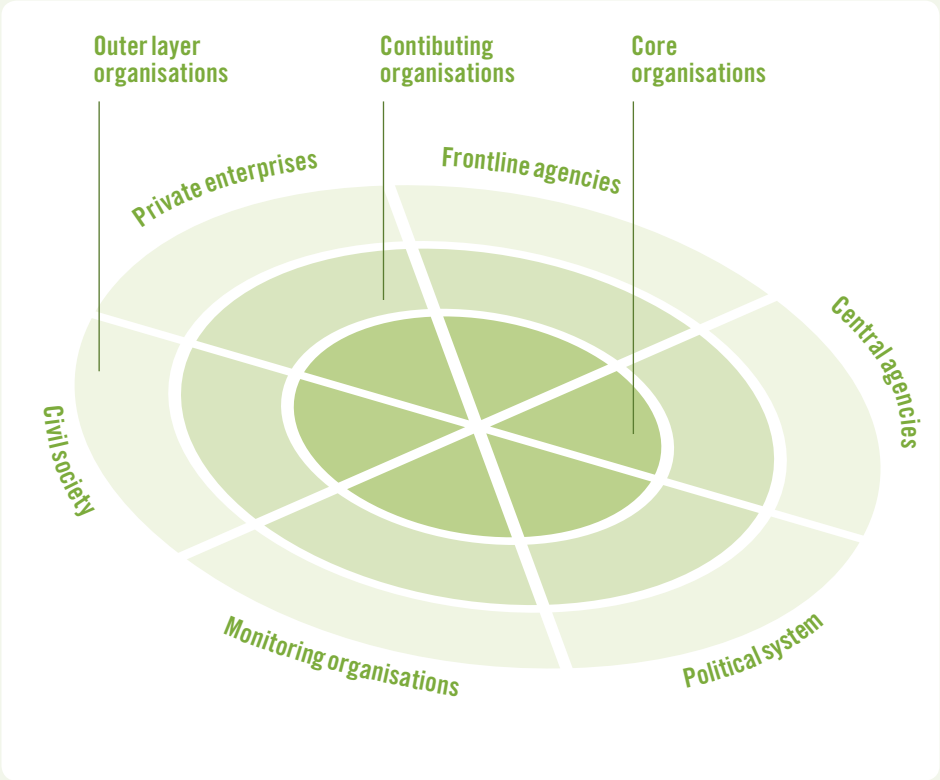 Outer layer
organisations
Contibuting
organisations
Core
organisations
Private enterprises
Frontline agencies
Central agencies
Civil society
Monitoring organisations
Political system